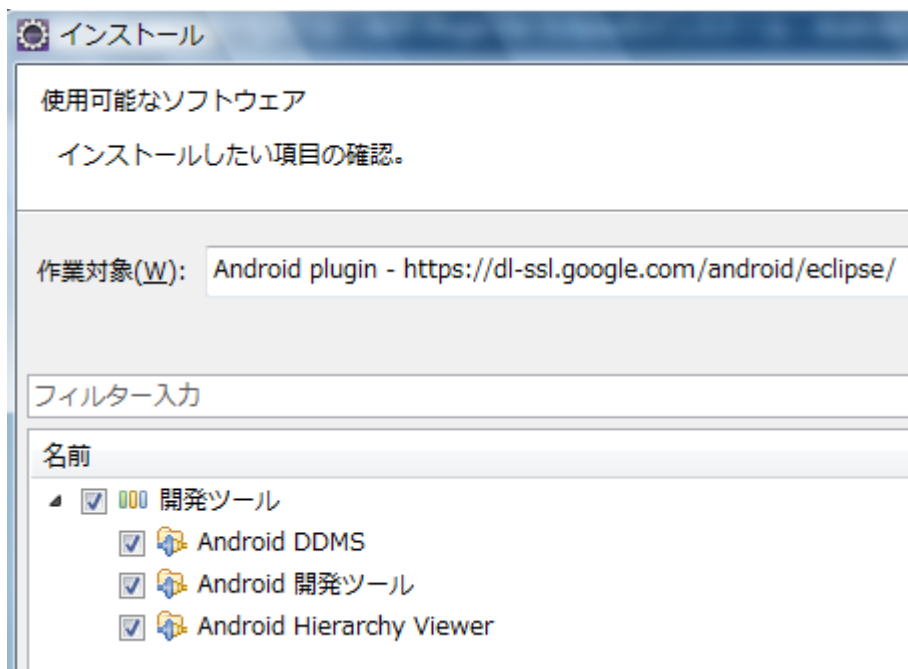 インストール
使用可能なソフトウェア
インストールしたい項目の確認。
作業対象(W): Android plugin - https://dl-ssl.google.com/android/eclipse/
フィルター入力
名前
開発ツール
Android DDMS
Android 開発ツール
Android Hierarchy Viewer